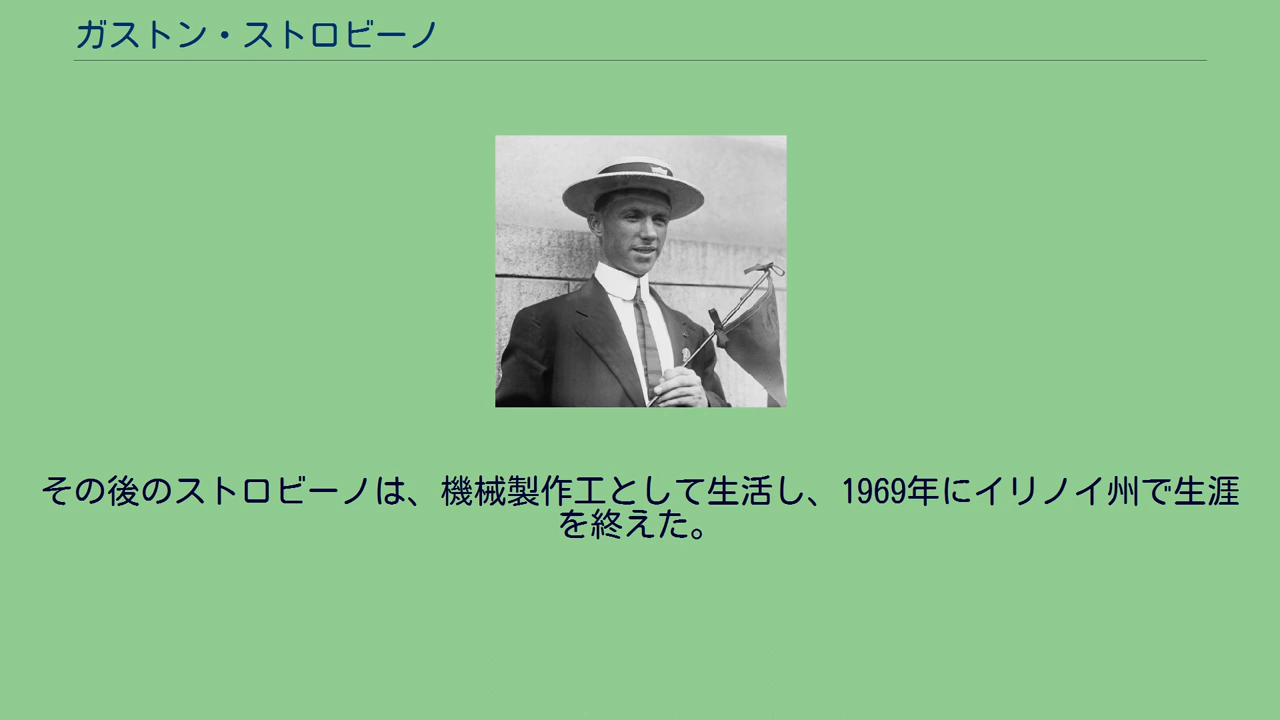 ガストン・ストロビーノ
その後のストロビーノは、機械製作工として生活し、1969年にイリノイ州で生涯
を終えた。